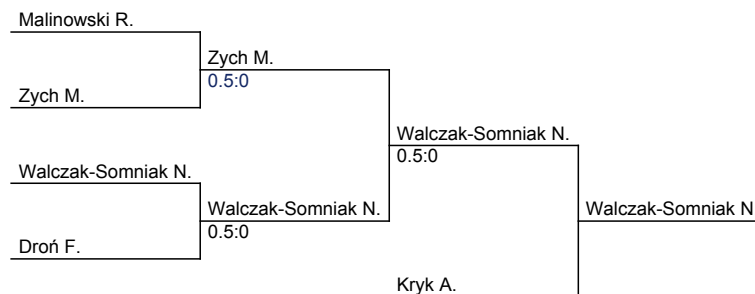 Malinowski R.
Zych M.
0.5:0
Zych M.
Walczak-Somniak N.
0.5:0
Walczak-Somniak N.
Walczak-Somniak N.
0.5:0
Walczak-Somniak N
Droń F.
Kryk A.